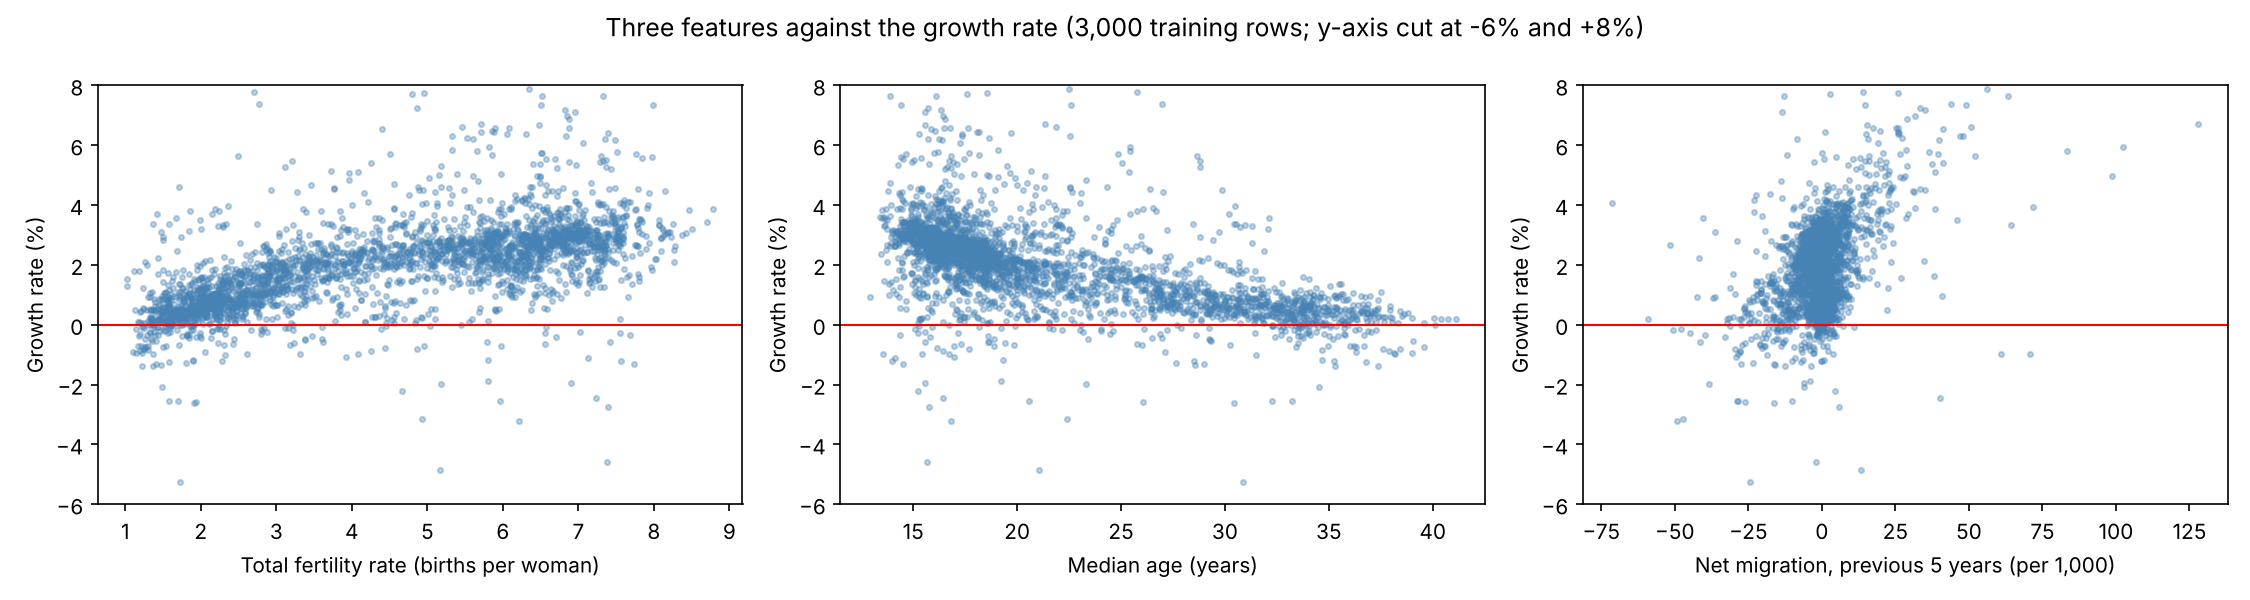 Three features against the growth rate (3,000 training rows; y-axis cut at -6% and +8%)
Growth rate (%)
8
6
4
2
0
−2
−4
−6
1 2 3 4 5 6 7 8 9
Total fertility rate (births per woman)
Growth rate (%)
8
6
4
2
0
−2
−4
−6
15 20 25 30 35 40
Median age (years)
Growth rate (%)
8
6
4
2
0
−2
−4
−6
−75 −50 −25 0 25 50 75 100 125
Net migration, previous 5 years (per 1,000)